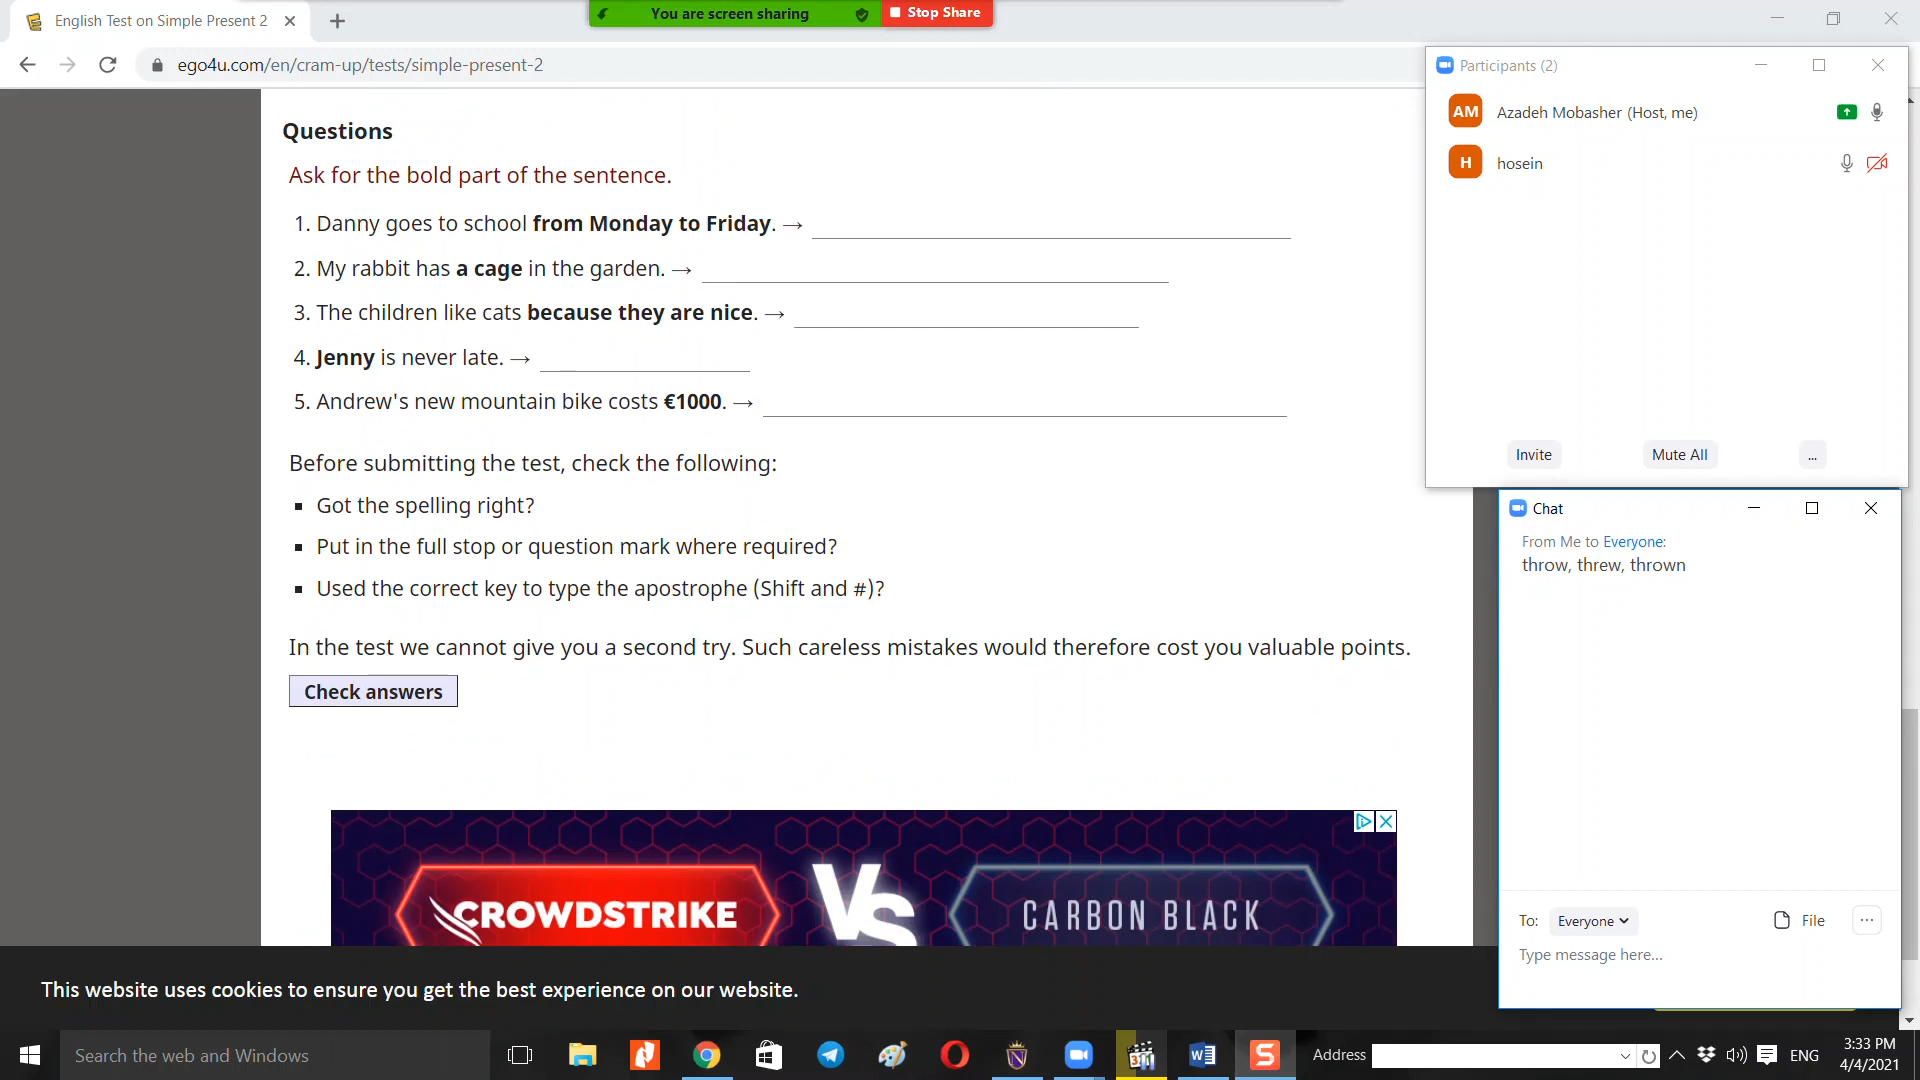 English Test on Simple Present 2
You are screen sharing
Stop Share
ego4u.com/en/cram-up/tests/simple-present-2
Questions
Ask for the bold part of the sentence.
1. Danny goes to school from Monday to Friday. →
2. My rabbit has a cage in the garden. →
3. The children like cats because they are nice. →
4. Jenny is never late. →
5. Andrew's new mountain bike costs €1000. →
Before submitting the test, check the following:
Got the spelling right?
Put in the full stop or question mark where required?
Used the correct key to type the apostrophe (Shift and #)?
In the test we cannot give you a second try. Such careless mistakes would therefore cost you valuable points.
Check answers
CROWDSTRIKE
VS
CARBON BLACK
This website uses cookies to ensure you get the best experience on our website.
Participants (2)
AM
Azadeh Mobasher (Host, me)
H
hosein
Invite
Mute All
...
Chat
From Me to Everyone:
throw, threw, thrown
To: Everyone
File
Type message here...
Search the web and Windows
Address
ENG
3:33 PM
4/4/2021